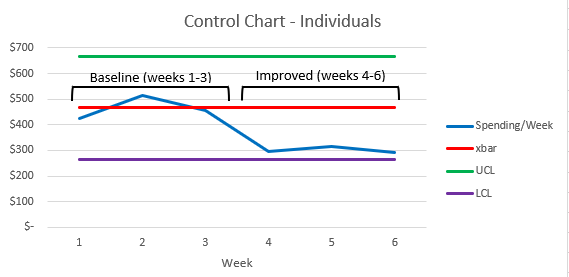 Control Chart - Individuals
$700
$600
$500
$400
$300
$200
$100
$-
Baseline (weeks 1-3)
Improved (weeks 4-6)
1 2 3 4 5 6
Week
Spending/Week
xbar
UCL
LCL